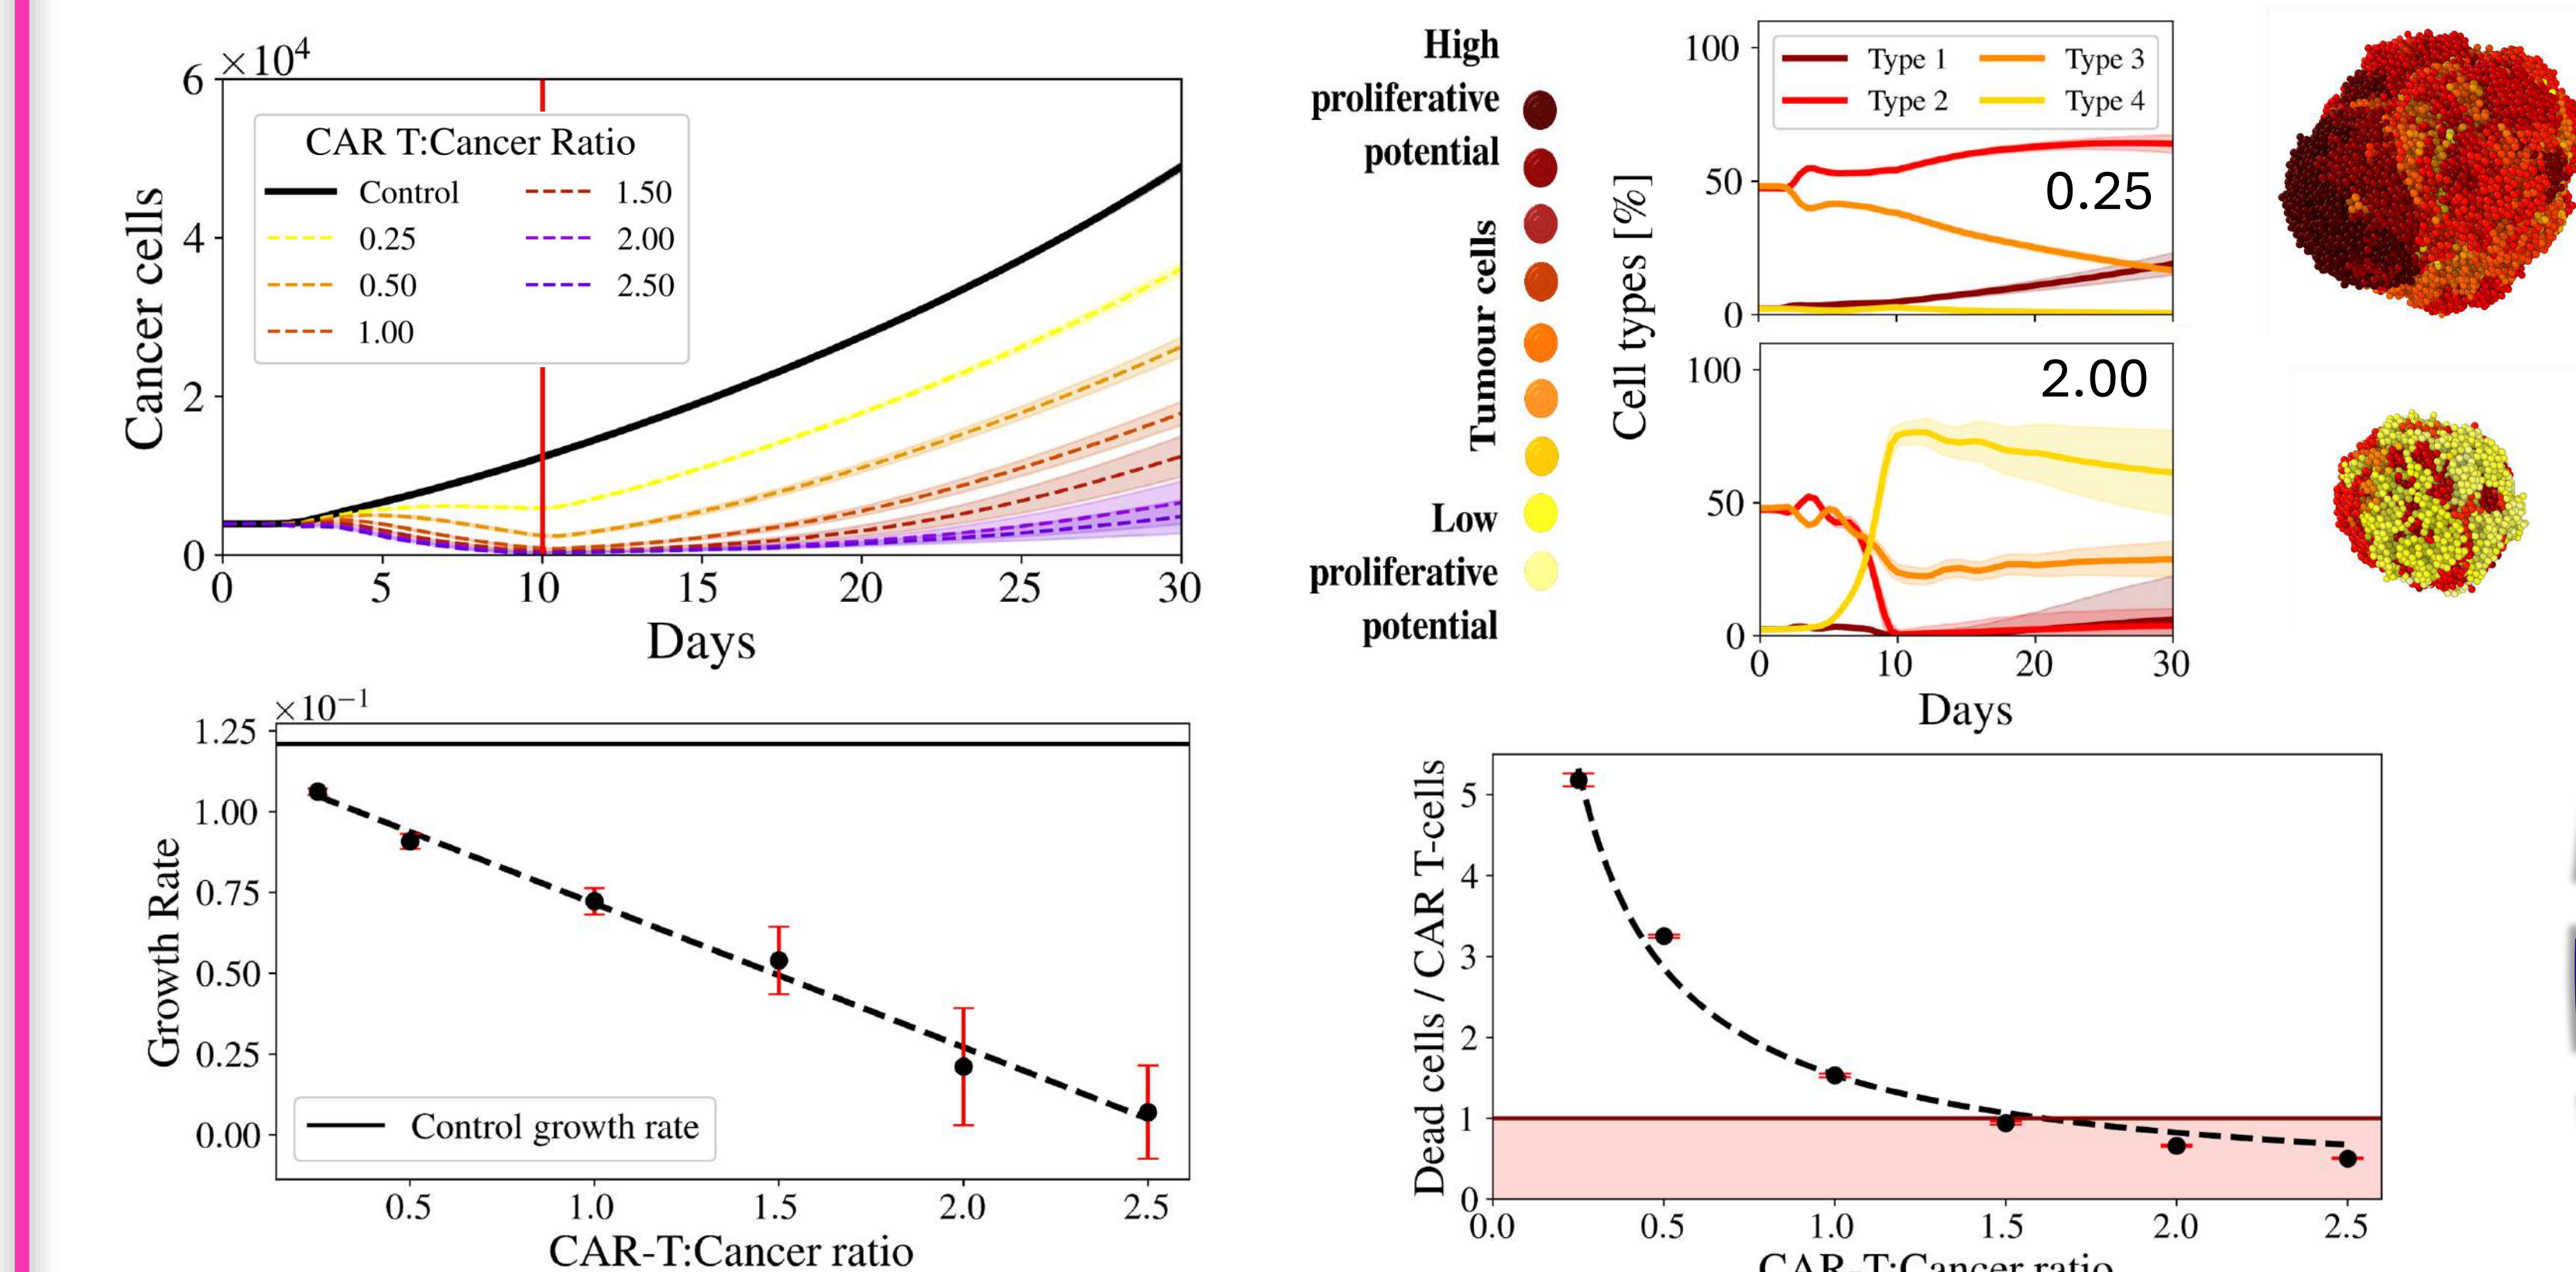 ×10⁴
6
4
2
0
Cancer cells
CAR T:Cancer Ratio
Control
0.25
0.50
1.00
1.50
2.00
2.50
0 5 10 15 20 25 30
Days
High
proliferative
potential
Tumour cells
Low
proliferative
potential
Cell types [%]
100
50
0
Type 1 Type 3
Type 2 Type 4
0.25
100
50
0
2.00
0 10 20 30
Days
×10⁻¹
1.25
1.00
0.75
0.50
0.25
0.00
Growth Rate
Control growth rate
0.5 1.0 1.5 2.0 2.5
CAR-T:Cancer ratio
Dead cells / CAR T-cells
5
4
3
2
1
0
0.0 0.5 1.0 1.5 2.0 2.5
CAR-T:Cancer ratio